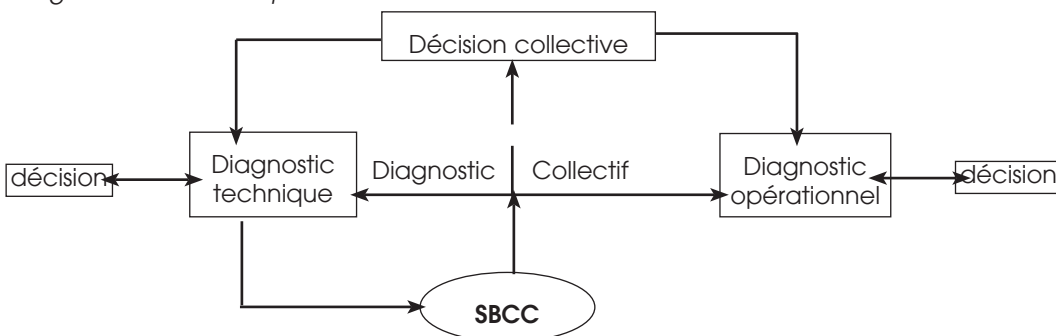 Décision collective
Diagnostic
technique
Diagnostic Collectif
Diagnostic
opérationnel
décision
décision
SBCC